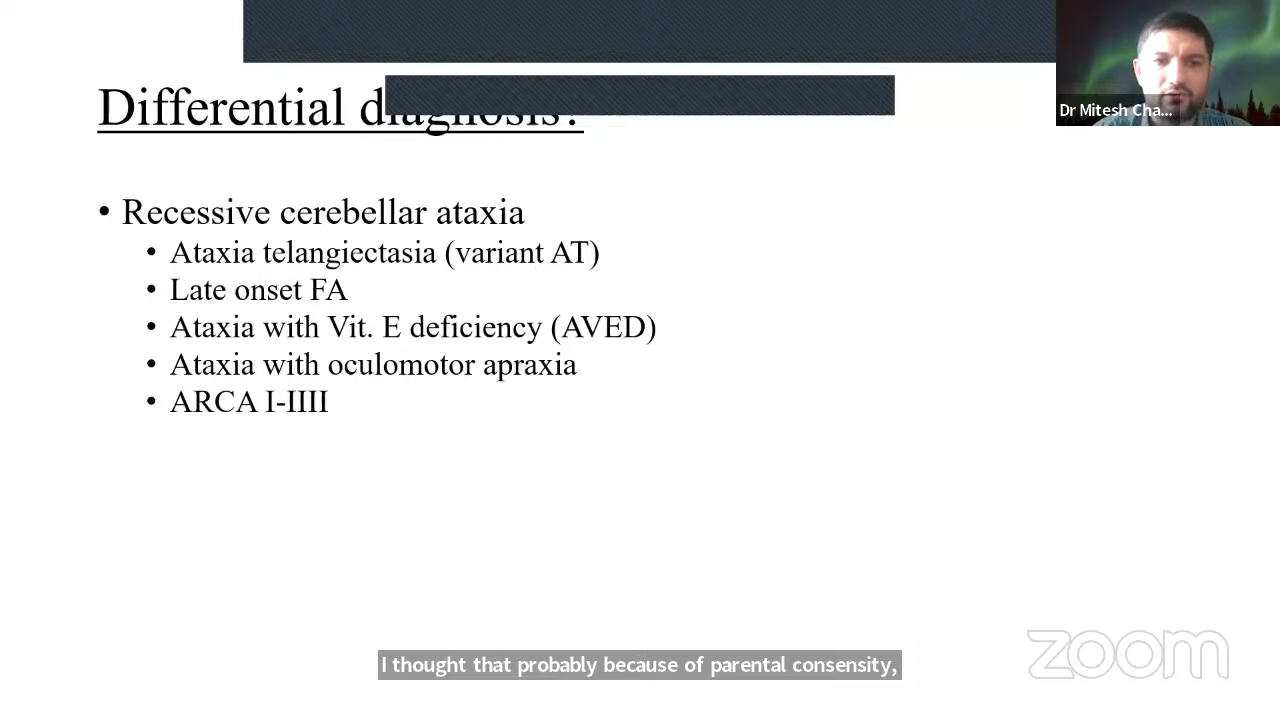 Differential diagnosis?
Dr Mitesh Cha...
• Recessive cerebellar ataxia
• Ataxia telangiectasia (variant AT)
• Late onset FA
• Ataxia with Vit. E deficiency (AVED)
• Ataxia with oculomotor apraxia
• ARCA I-IIII
I thought that probably because of parental consensity,
zoom